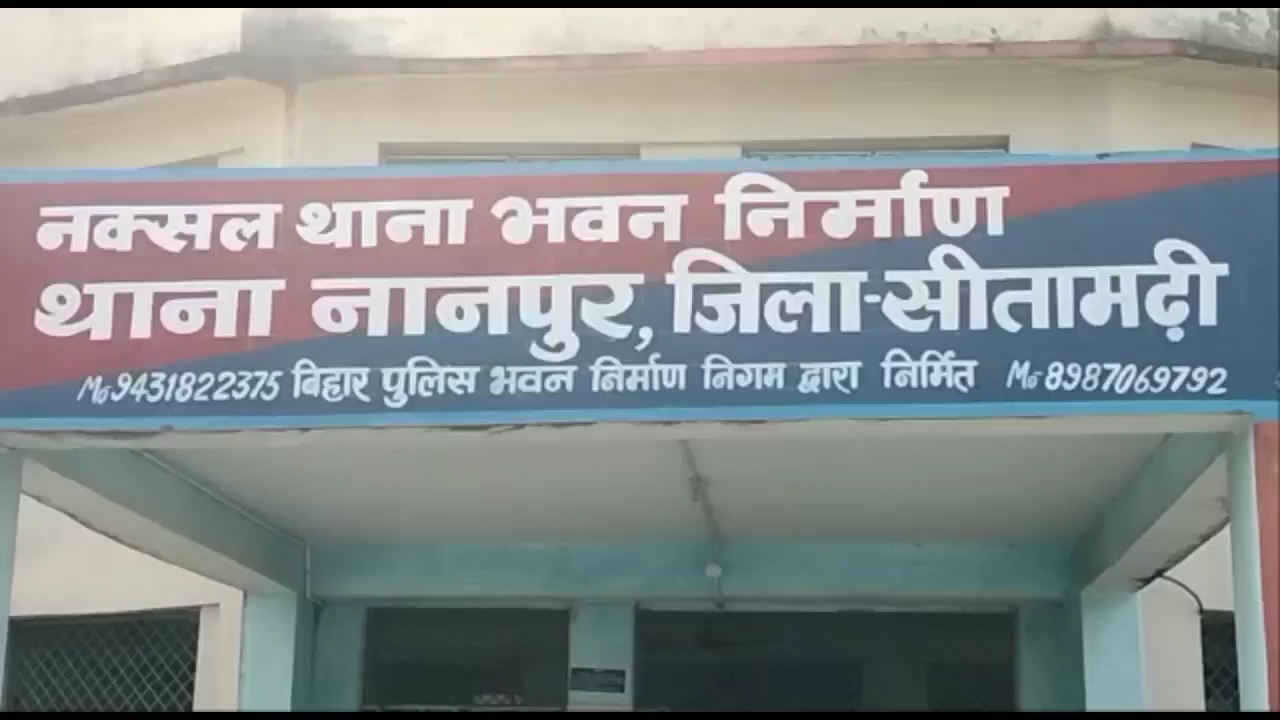 नक्सल थाना भवन निर्माण
थाना नानपुर, जिला-सीतामढ़ी
Mo 9431822375 बिहार पुलिस भवन निर्माण निगम द्वारा निर्मित Mo 8987069792